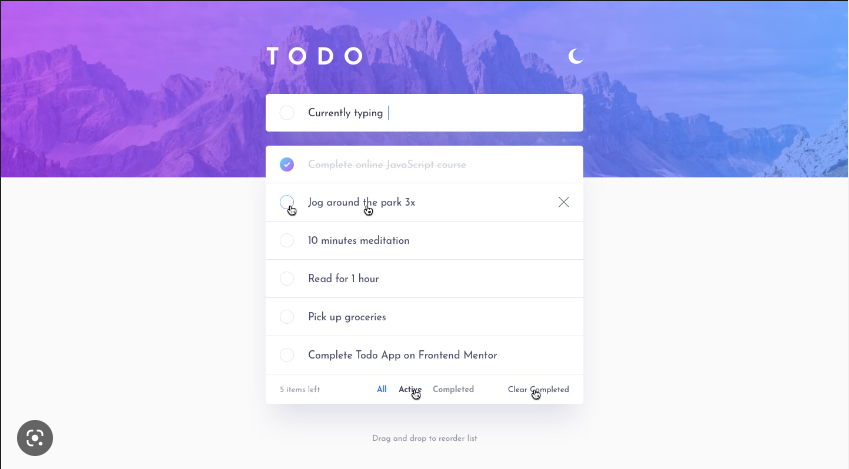 TODO
Currently typing
Complete online JavaScript course
Jog around the park 3x
10 minutes meditation
Read for 1 hour
Pick up groceries
Complete Todo App on Frontend Mentor
5 items left All Active Completed Clear Completed
Drag and drop to reorder list